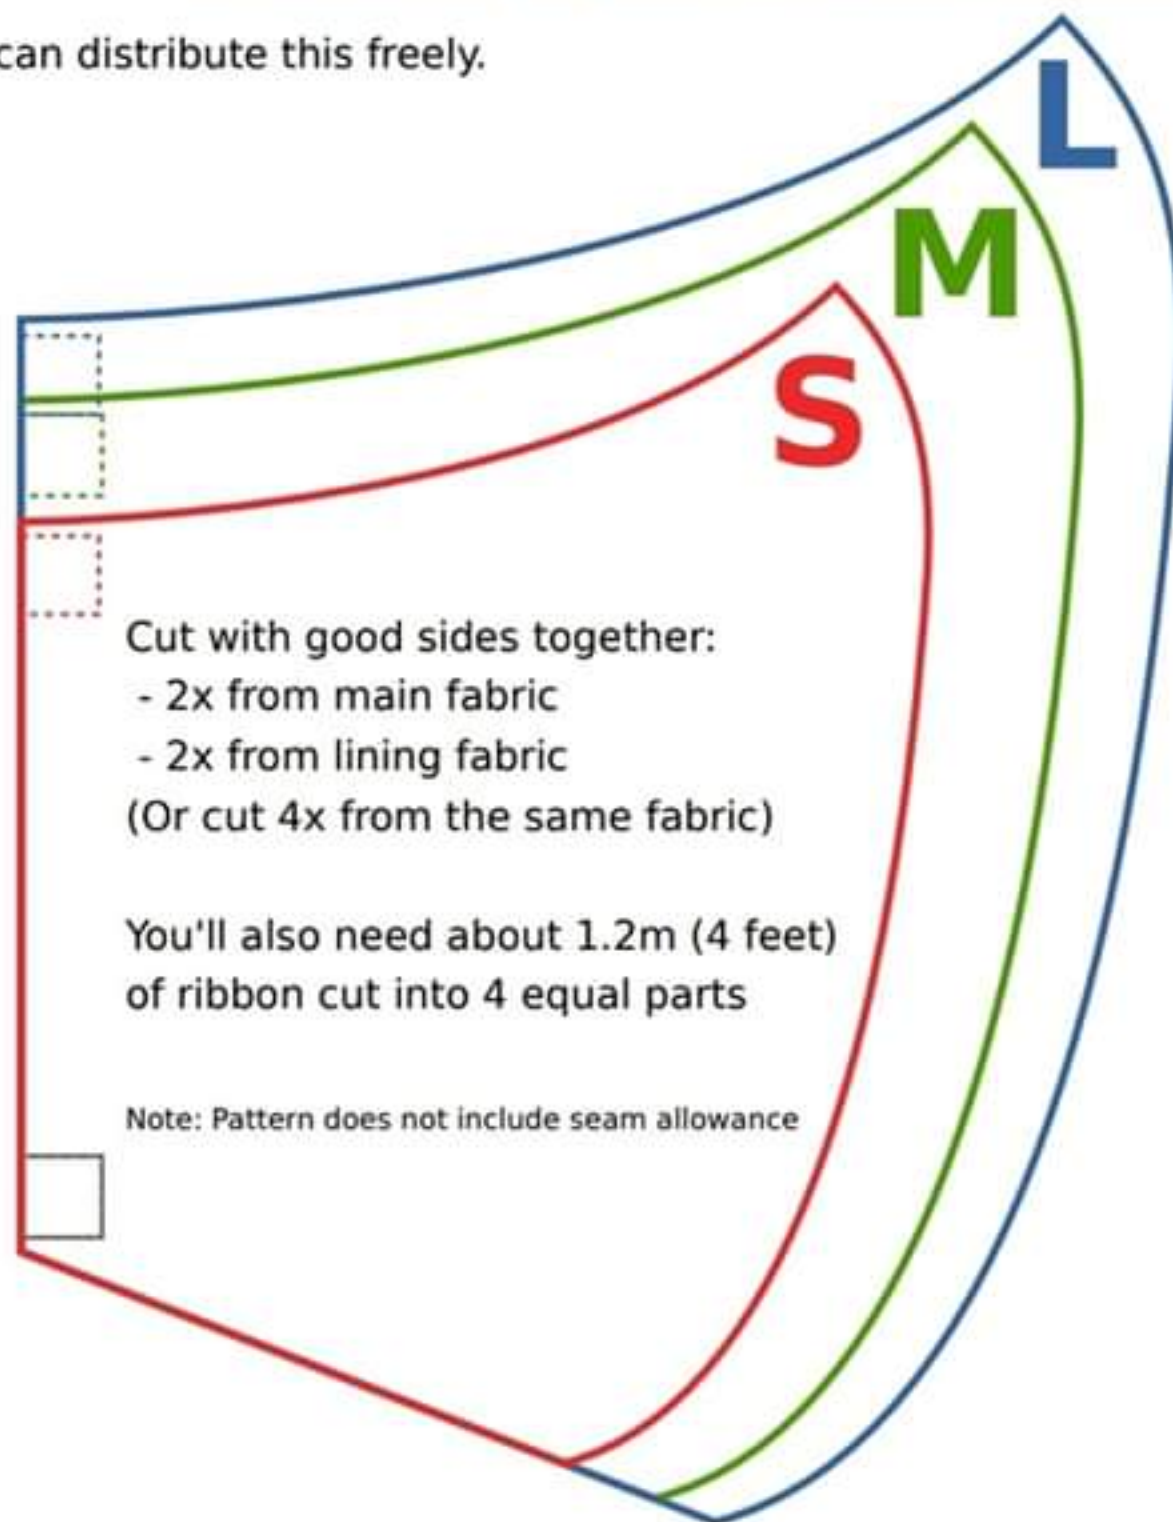 can distribute this freely.
L
M
S
Cut with good sides together:
- 2x from main fabric
- 2x from lining fabric
(Or cut 4x from the same fabric)
You'll also need about 1.2m (4 feet)
of ribbon cut into 4 equal parts
Note: Pattern does not include seam allowance